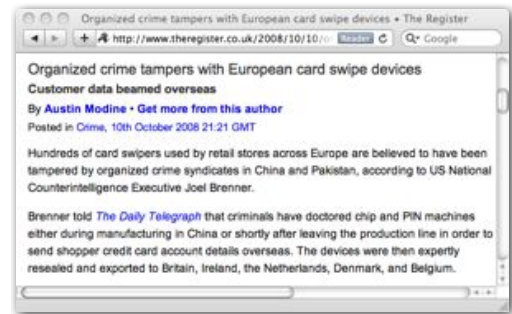 Organized crime tampers with European card swipe devices • The Register
http://www.theregister.co.uk/2008/10/10/
Reader
Google
Organized crime tampers with European card swipe devices
Customer data beamed overseas
By Austin Modine • Get more from this author
Posted in Crime, 10th October 2008 21:21 GMT
Hundreds of card swipers used by retail stores across Europe are believed to have been
tampered by organized crime syndicates in China and Pakistan, according to US National
Counterintelligence Executive Joel Brenner.
Brenner told The Daily Telegraph that criminals have doctored chip and PIN machines
either during manufacturing in China or shortly after leaving the production line in order to
send shopper credit card account details overseas. The devices were then expertly
resealed and exported to Britain, Ireland, the Netherlands, Denmark, and Belgium.